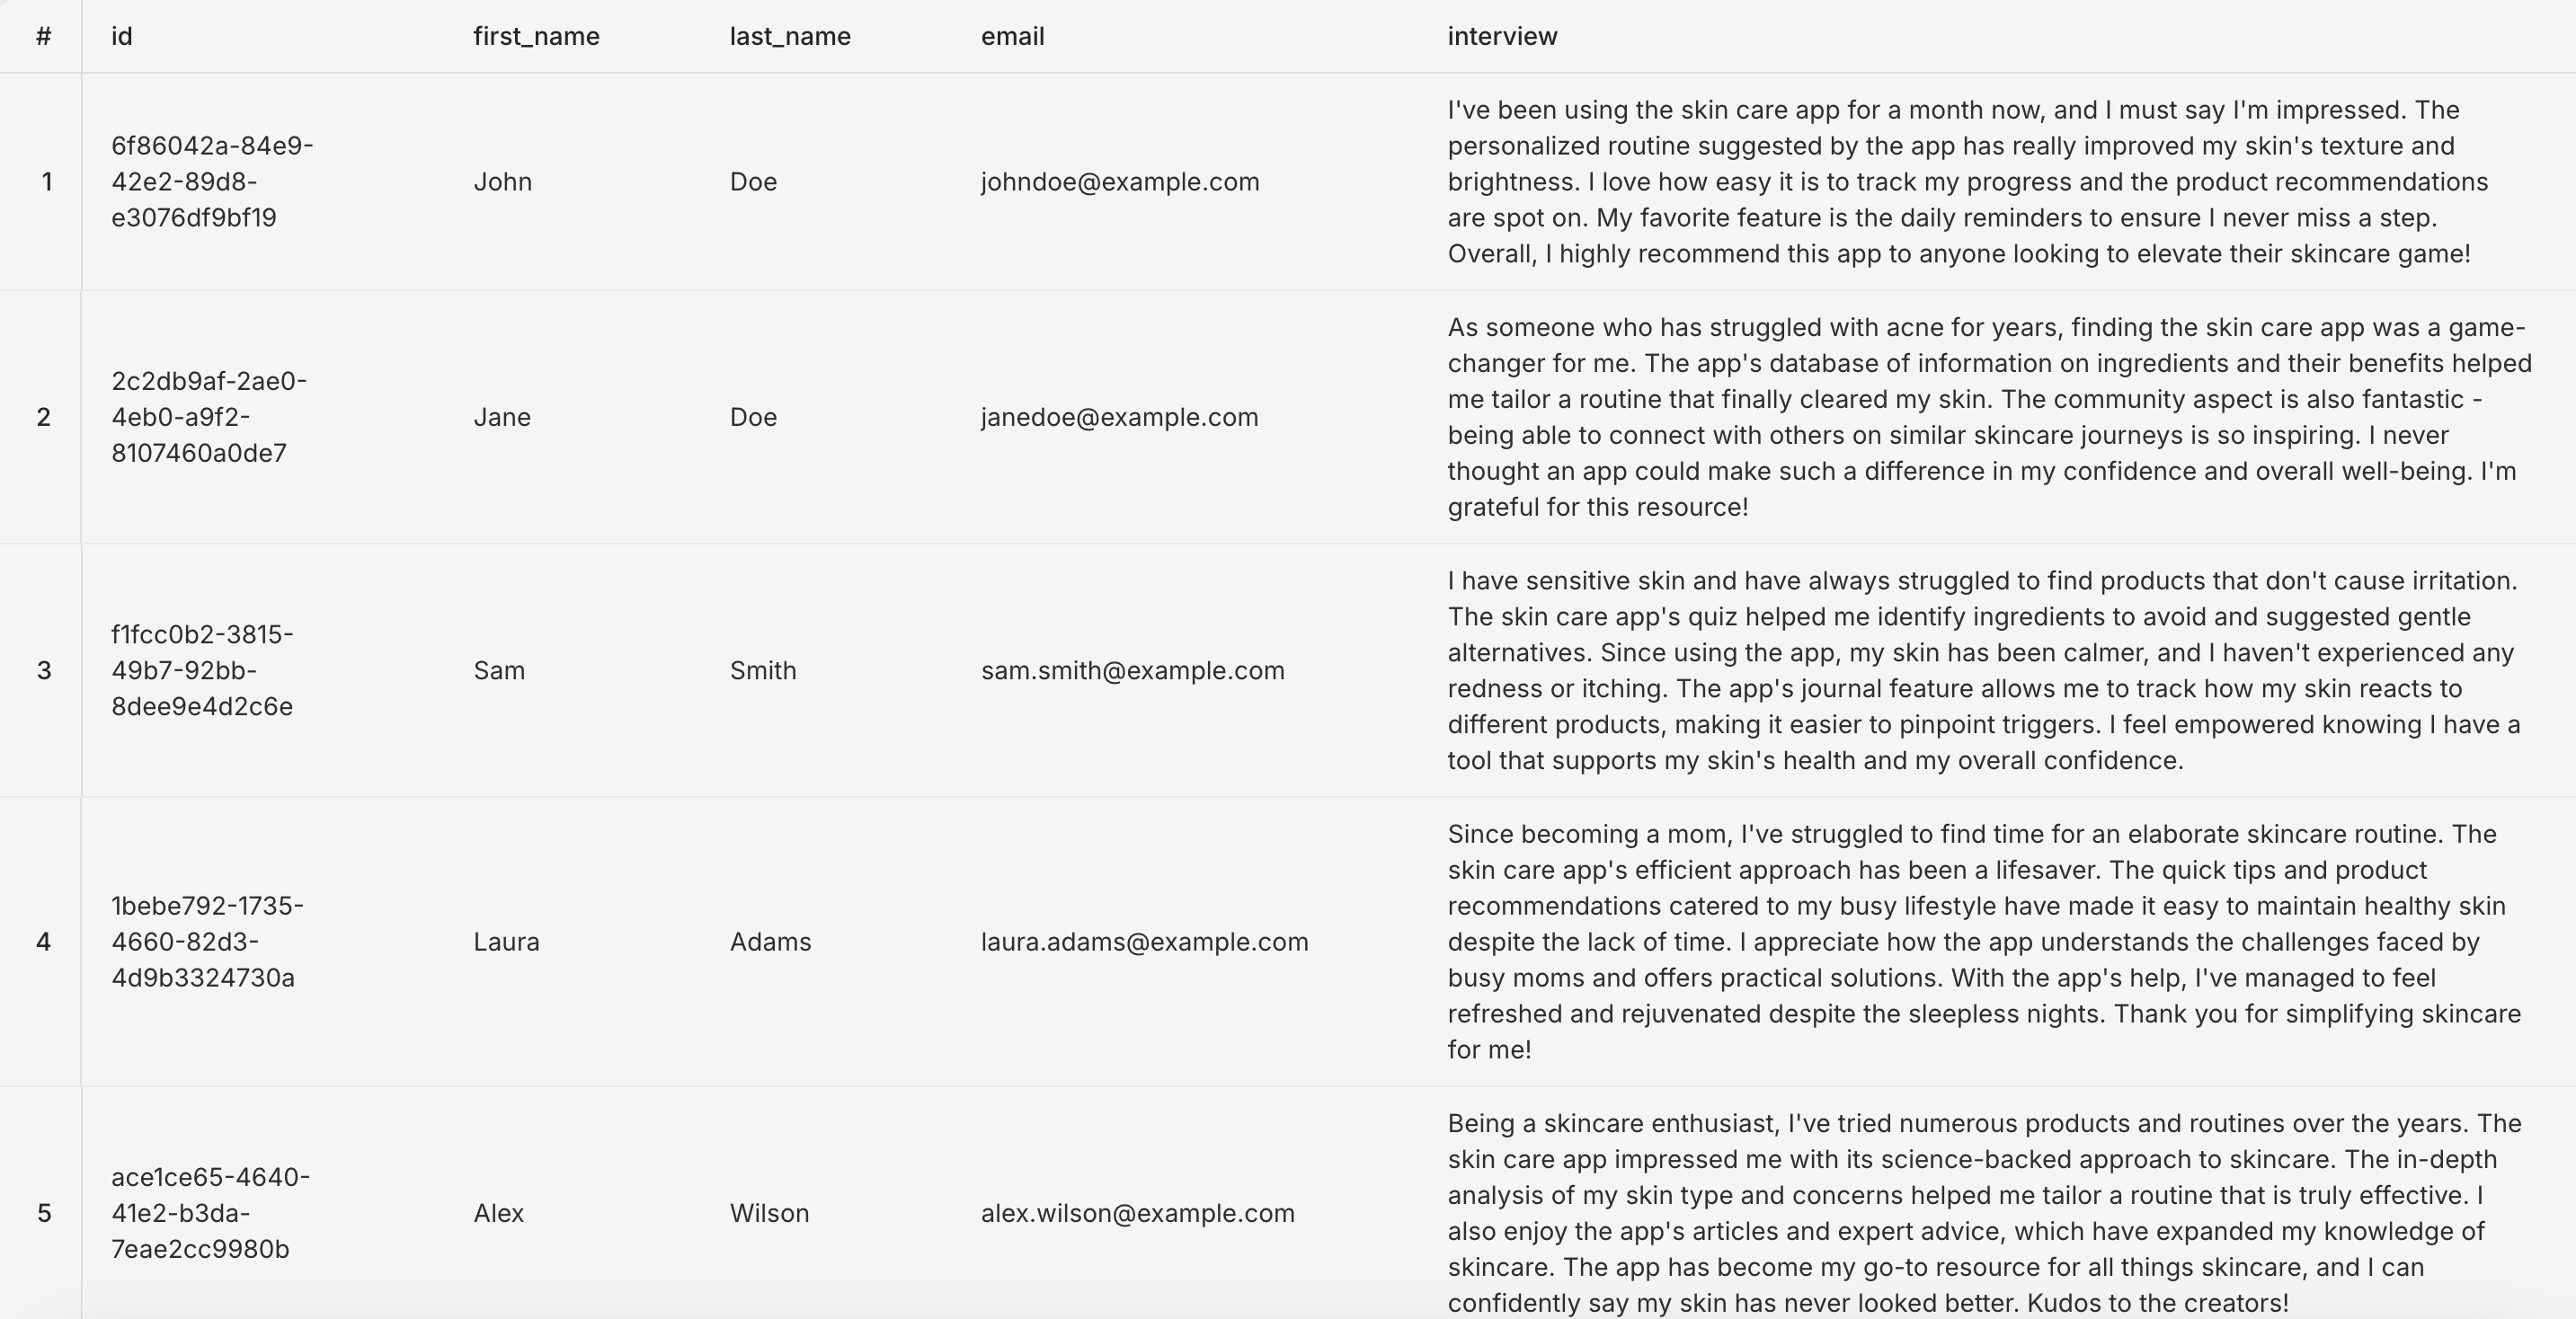 # id first_name last_name email interview
1
6f86042a-84e9-
42e2-89d8-
e3076df9bf19
John
Doe
johndoe@example.com
I've been using the skin care app for a month now, and I must say I'm impressed. The
personalized routine suggested by the app has really improved my skin's texture and
brightness. I love how easy it is to track my progress and the product recommendations
are spot on. My favorite feature is the daily reminders to ensure I never miss a step.
Overall, I highly recommend this app to anyone looking to elevate their skincare game!
2
2c2db9af-2ae0-
4eb0-a9f2-
8107460a0de7
Jane
Doe
janedoe@example.com
As someone who has struggled with acne for years, finding the skin care app was a game-
changer for me. The app's database of information on ingredients and their benefits helped
me tailor a routine that finally cleared my skin. The community aspect is also fantastic -
being able to connect with others on similar skincare journeys is so inspiring. I never
thought an app could make such a difference in my confidence and overall well-being. I'm
grateful for this resource!
3
f1fcc0b2-3815-
49b7-92bb-
8dee9e4d2c6e
Sam
Smith
sam.smith@example.com
I have sensitive skin and have always struggled to find products that don't cause irritation.
The skin care app's quiz helped me identify ingredients to avoid and suggested gentle
alternatives. Since using the app, my skin has been calmer, and I haven't experienced any
redness or itching. The app's journal feature allows me to track how my skin reacts to
different products, making it easier to pinpoint triggers. I feel empowered knowing I have a
tool that supports my skin's health and my overall confidence.
4
1bebe792-1735-
4660-82d3-
4d9b3324730a
Laura
Adams
laura.adams@example.com
Since becoming a mom, I've struggled to find time for an elaborate skincare routine. The
skin care app's efficient approach has been a lifesaver. The quick tips and product
recommendations catered to my busy lifestyle have made it easy to maintain healthy skin
despite the lack of time. I appreciate how the app understands the challenges faced by
busy moms and offers practical solutions. With the app's help, I've managed to feel
refreshed and rejuvenated despite the sleepless nights. Thank you for simplifying skincare
for me!
5
ace1ce65-4640-
41e2-b3da-
7eae2cc9980b
Alex
Wilson
alex.wilson@example.com
Being a skincare enthusiast, I've tried numerous products and routines over the years. The
skin care app impressed me with its science-backed approach to skincare. The in-depth
analysis of my skin type and concerns helped me tailor a routine that is truly effective. I
also enjoy the app's articles and expert advice, which have expanded my knowledge of
skincare. The app has become my go-to resource for all things skincare, and I can
confidently say my skin has never looked better. Kudos to the creators!